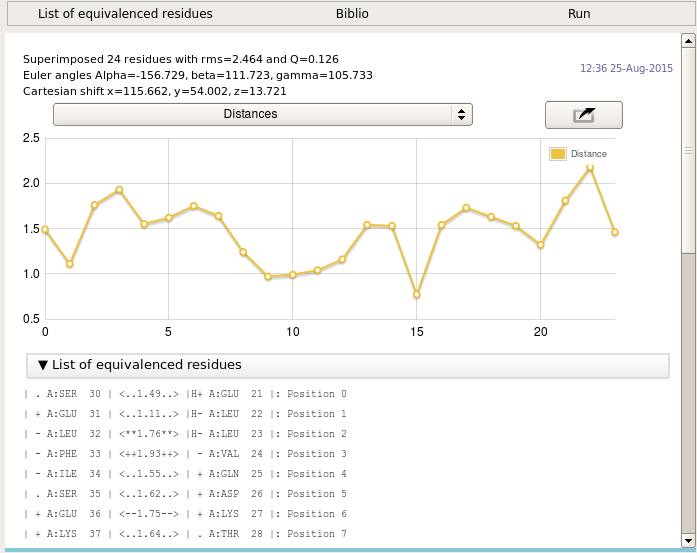 List of equivalenced residues Biblio Run
Superimposed 24 residues with rms=2.464 and Q=0.126
Euler angles Alpha=-156.729, beta=111.723, gamma=105.733
Cartesian shift x=115.662, y=54.002, z=13.721
12:36 25-Aug-2015
Distances
2.5
Distance
2.0
1.5
1.0
0.5
0 5 10 15 20
▼ List of equivalenced residues
| . A:SER 30 | <..1.49..> |H+ A:GLU 21 |: Position 0
| + A:GLU 31 | <..1.11..> |H- A:LEU 22 |: Position 1
| - A:LEU 32 | <**1.76**> |H- A:LEU 23 |: Position 2
| - A:PHE 33 | <++1.93++> | - A:VAL 24 |: Position 3
| - A:ILE 34 | <..1.55..> | + A:GLN 25 |: Position 4
| . A:SER 35 | <..1.62..> | + A:ASP 26 |: Position 5
| + A:GLU 36 | <--1.75--> | + A:LYS 27 |: Position 6
| + A:LYS 37 | <..1.64..> | . A:THR 28 |: Position 7